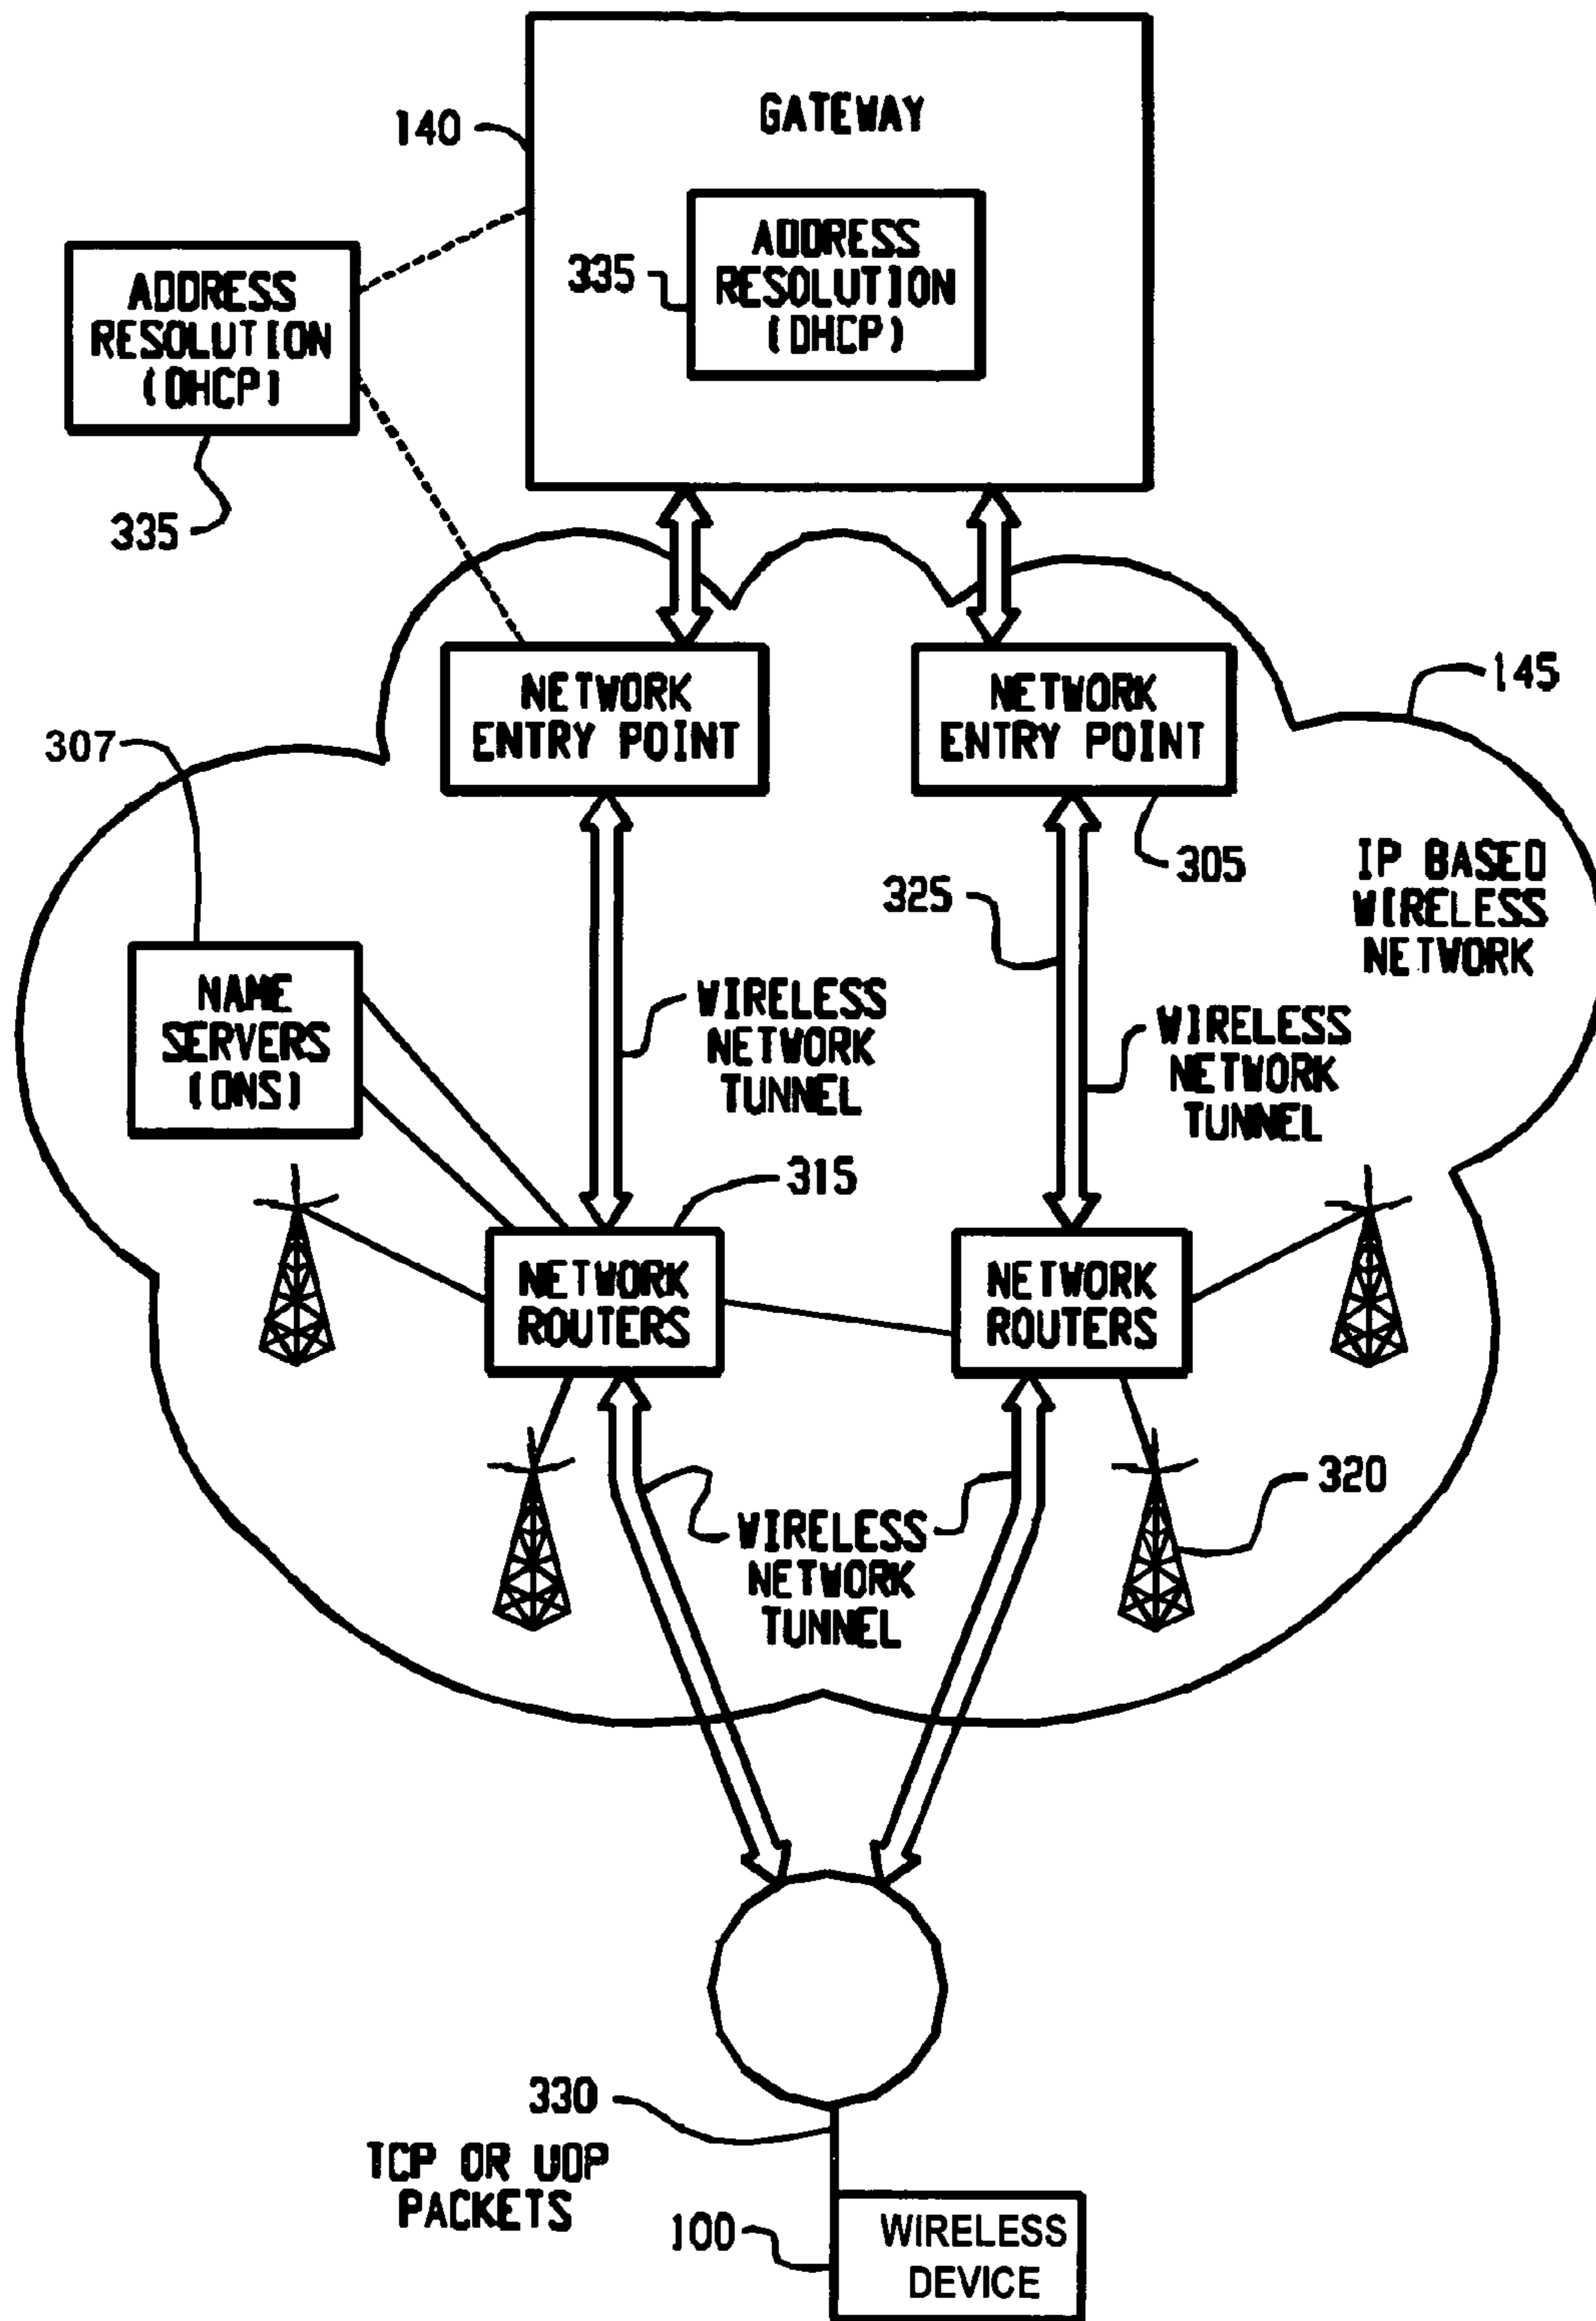 GATEWAY
140
ADDRESS
RESOLUTION
(DHCP)
335
ADDRESS
RESOLUTION
(DHCP)
335
NETWORK
ENTRY POINT
NETWORK
ENTRY POINT
145
307
305
325
IP BASED
WIRELESS
NETWORK
NAME
SERVERS
(DNS)
WIRELESS
NETWORK
TUNNEL
WIRELESS
NETWORK
TUNNEL
315
NETWORK
ROUTERS
NETWORK
ROUTERS
320
WIRELESS
NETWORK
TUNNEL
330
TCP OR UDP
PACKETS
100
WIRELESS
DEVICE